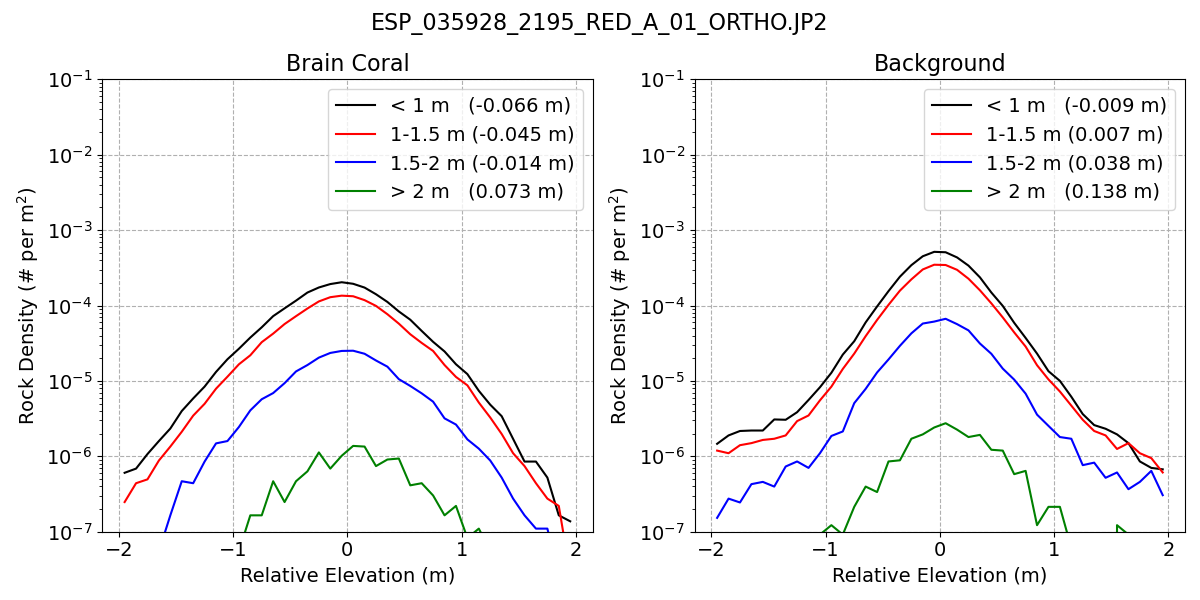 ESP_035928_2195_RED_A_01_ORTHO.JP2
Brain Coral
10⁻¹
10⁻²
10⁻³
10⁻⁴
10⁻⁵
10⁻⁶
10⁻⁷
Rock Density (# per m²)
< 1 m (-0.066 m)
1-1.5 m (-0.045 m)
1.5-2 m (-0.014 m)
> 2 m (0.073 m)
−2 −1 0 1 2
Relative Elevation (m)
Background
10⁻¹
10⁻²
10⁻³
10⁻⁴
10⁻⁵
10⁻⁶
10⁻⁷
Rock Density (# per m²)
< 1 m (-0.009 m)
1-1.5 m (0.007 m)
1.5-2 m (0.038 m)
> 2 m (0.138 m)
−2 −1 0 1 2
Relative Elevation (m)